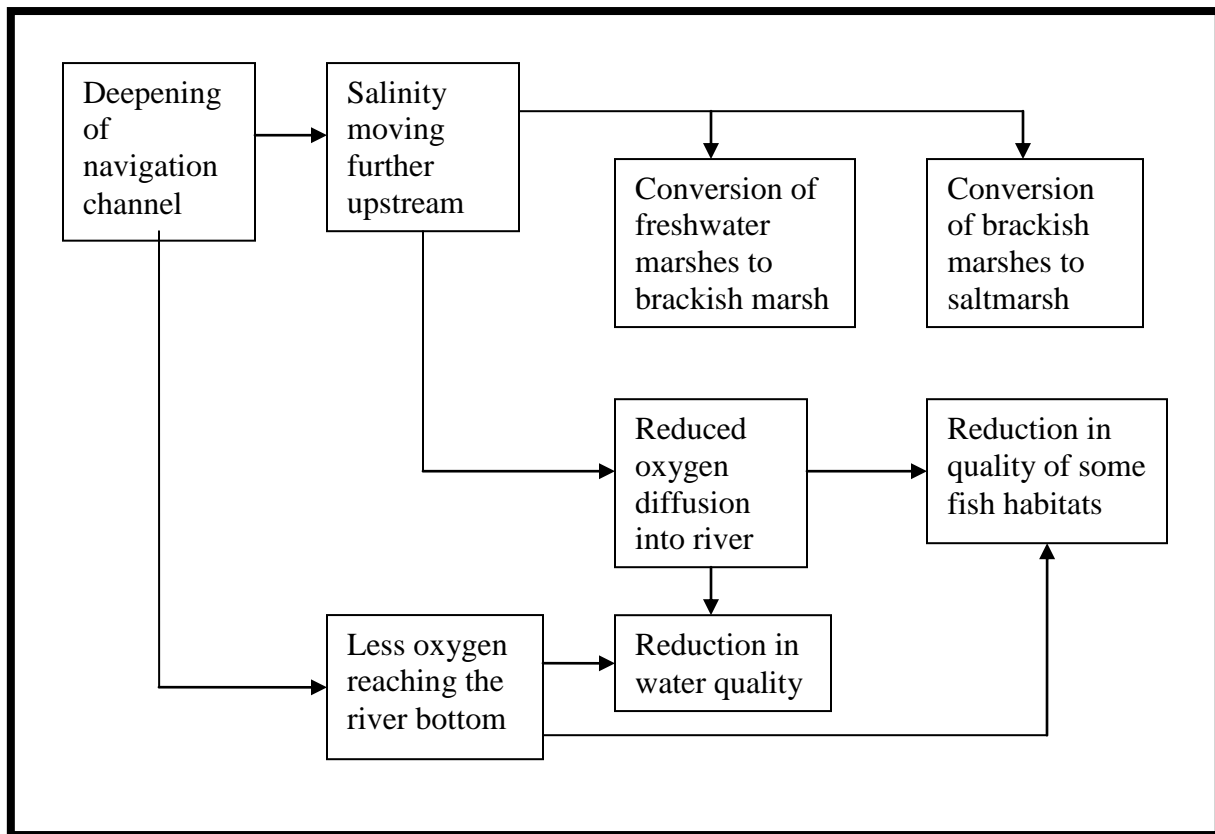 Deepening
of
navigation
channel
Salinity
moving
further
upstream
Conversion of
freshwater
marshes to
brackish marsh
Conversion
of brackish
marshes to
saltmarsh
Reduced
oxygen
diffusion
into river
Reduction in
quality of some
fish habitats
Less oxygen
reaching the
river bottom
Reduction in
water quality